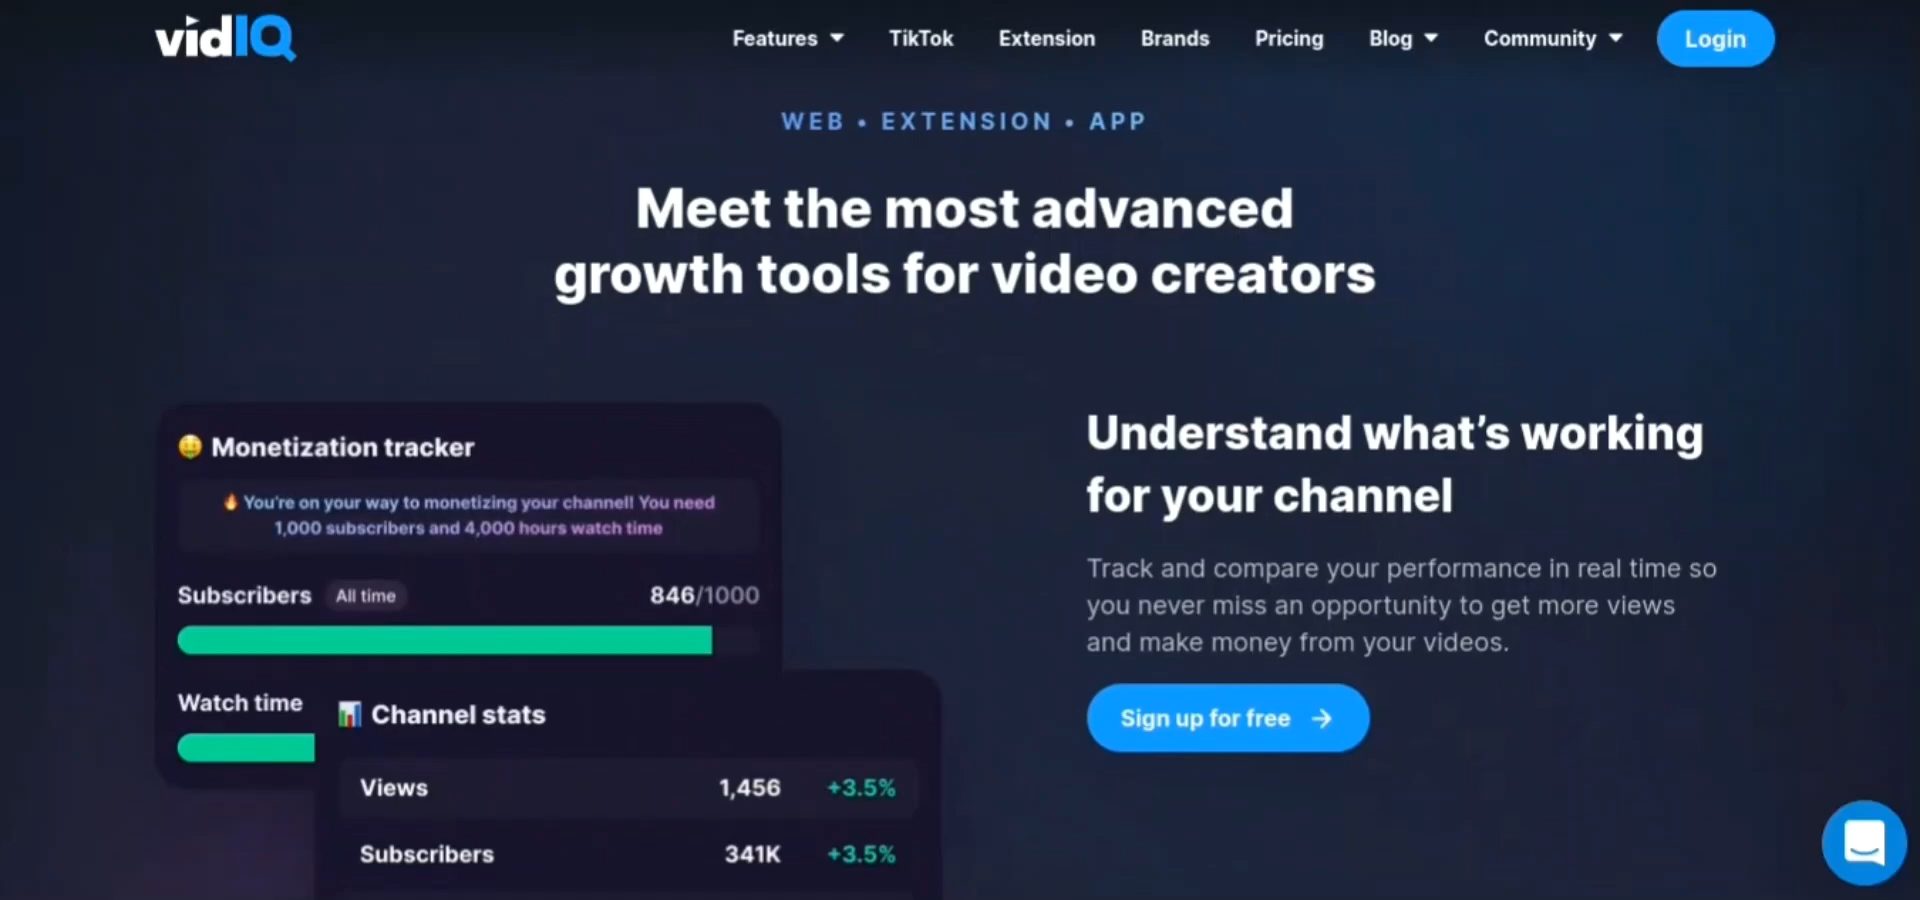 vidIQ
Features
TikTok
Extension
Brands
Pricing
Blog
Community
Login
WEB • EXTENSION • APP
Meet the most advanced
growth tools for video creators
🤑 Monetization tracker
🔥 You're on your way to monetizing your channel! You need
1,000 subscribers and 4,000 hours watch time
Subscribers All time 846/1000
Watch time
📊 Channel stats
Views 1,456 +3.5%
Subscribers 341K +3.5%
Understand what’s working
for your channel
Track and compare your performance in real time so
you never miss an opportunity to get more views
and make money from your videos.
Sign up for free →